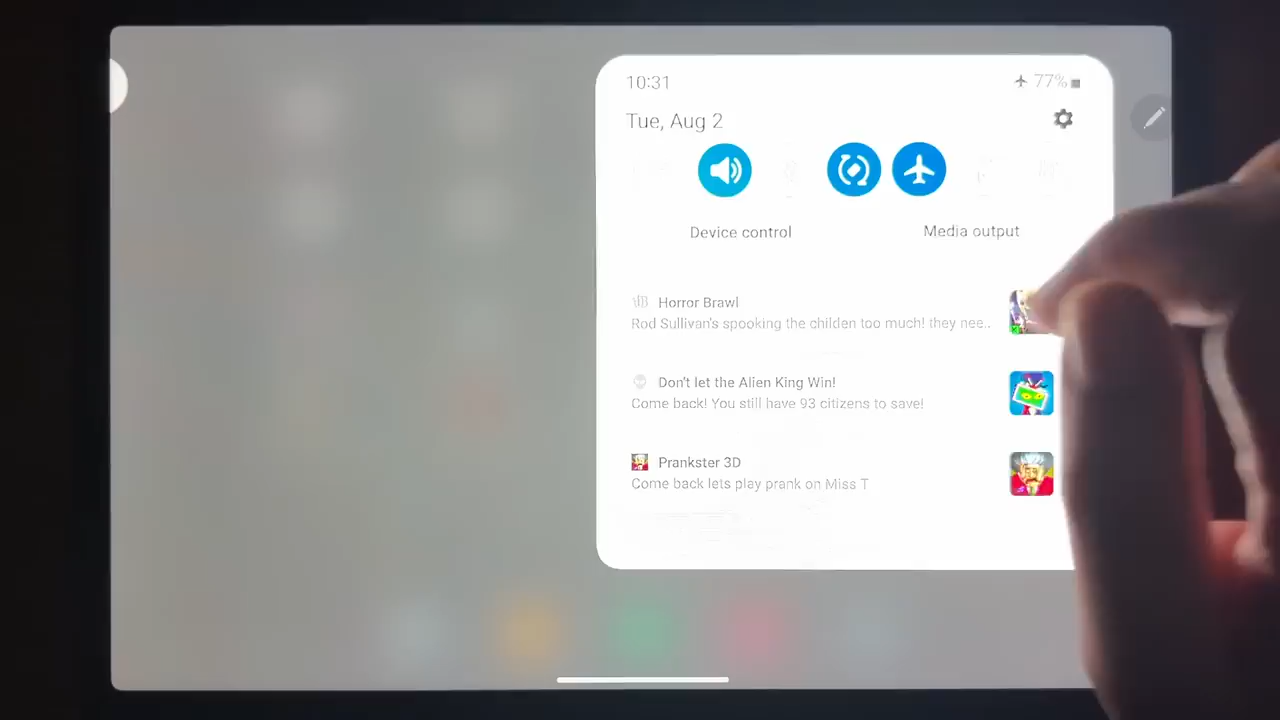 10:31
77%
Tue, Aug 2
Device control
Media output
Horror Brawl
Rod Sullivan's spooking the childen too much! they nee..
Don't let the Alien King Win!
Come back! You still have 93 citizens to save!
Prankster 3D
Come back lets play prank on Miss T